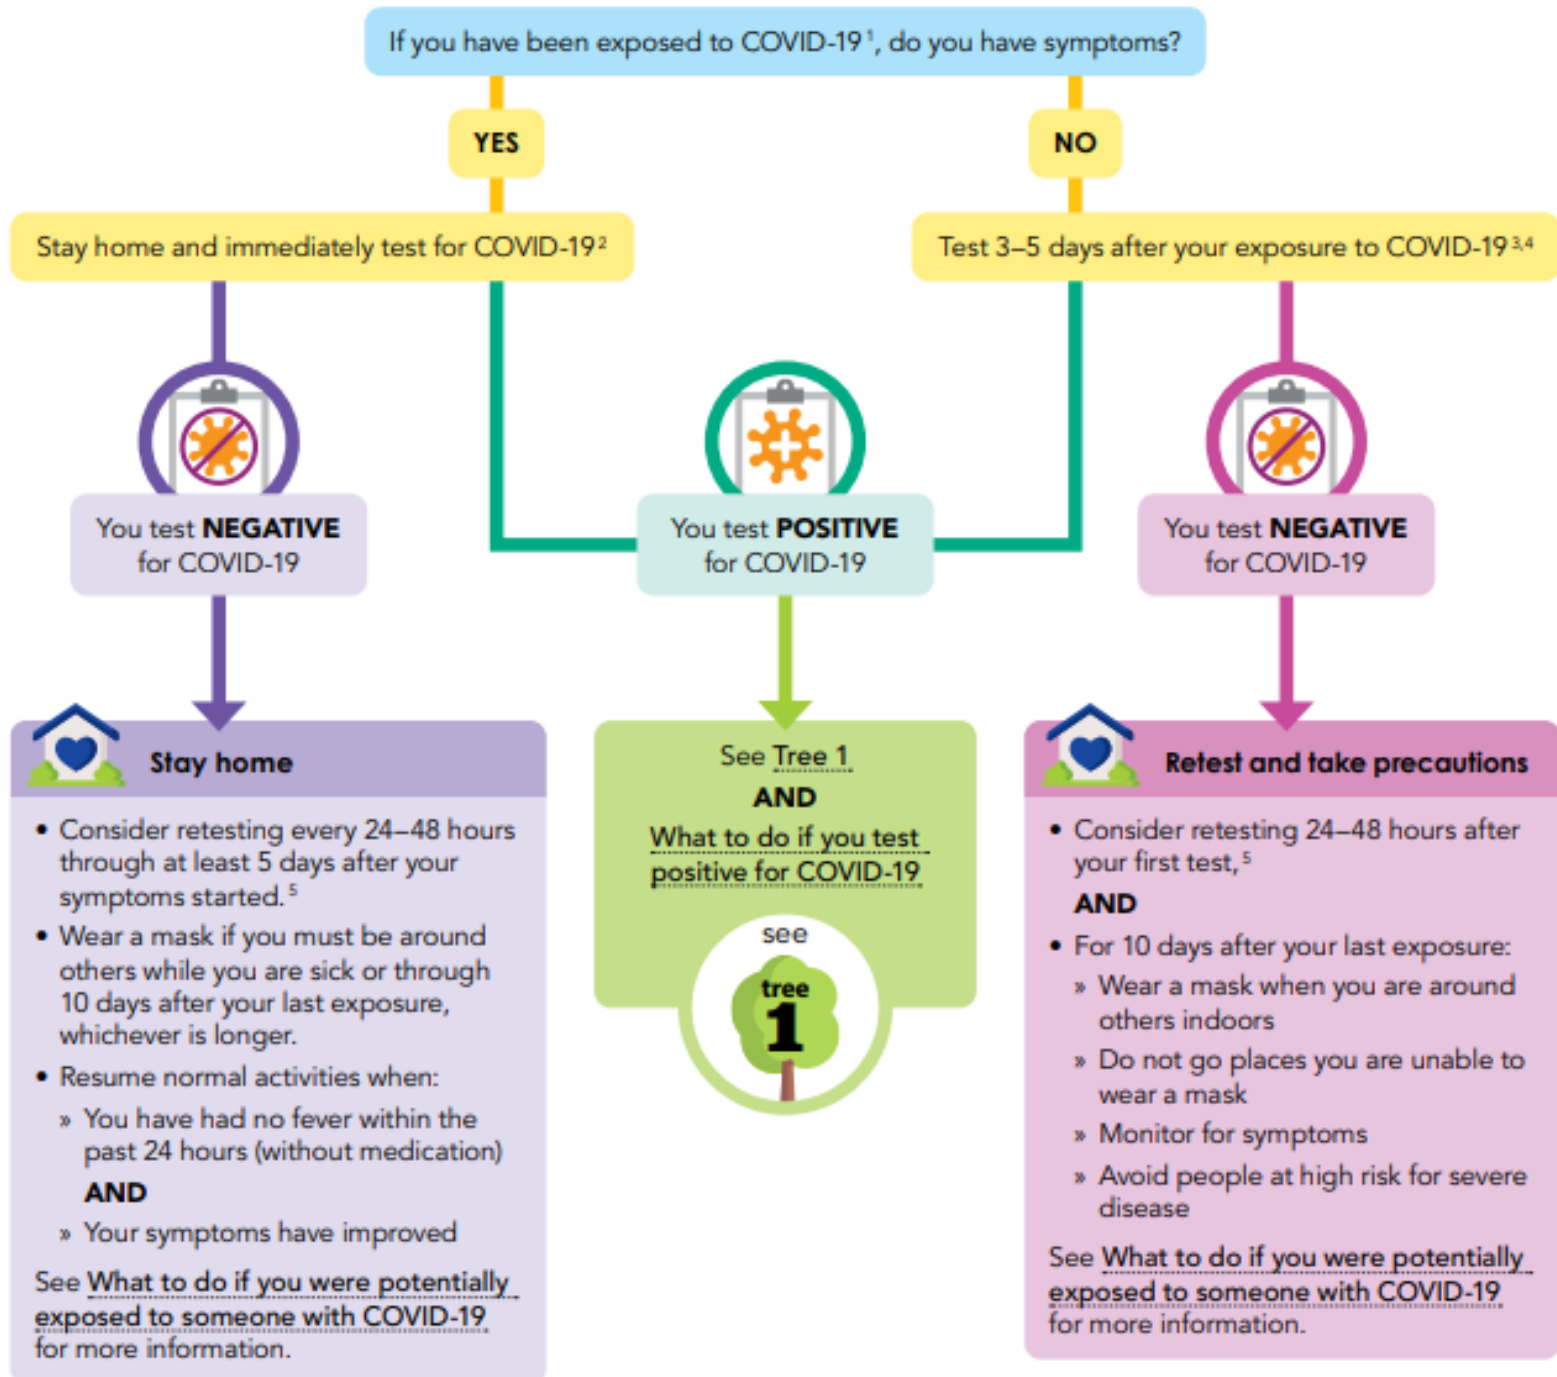 If you have been exposed to COVID-19¹, do you have symptoms?
YES
NO
Stay home and immediately test for COVID-19²
Test 3–5 days after your exposure to COVID-19³,⁴
You test NEGATIVE
for COVID-19
You test POSITIVE
for COVID-19
You test NEGATIVE
for COVID-19
Stay home
• Consider retesting every 24–48 hours
through at least 5 days after your
symptoms started.⁵
• Wear a mask if you must be around
others while you are sick or through
10 days after your last exposure,
whichever is longer.
• Resume normal activities when:
» You have had no fever within the
past 24 hours (without medication)
AND
» Your symptoms have improved
See What to do if you were potentially
exposed to someone with COVID-19
for more information.
See Tree 1
AND
What to do if you test
positive for COVID-19
see
tree
1
Retest and take precautions
• Consider retesting 24–48 hours after
your first test,⁵
AND
• For 10 days after your last exposure:
» Wear a mask when you are around
others indoors
» Do not go places you are unable to
wear a mask
» Monitor for symptoms
» Avoid people at high risk for severe
disease
See What to do if you were potentially
exposed to someone with COVID-19
for more information.